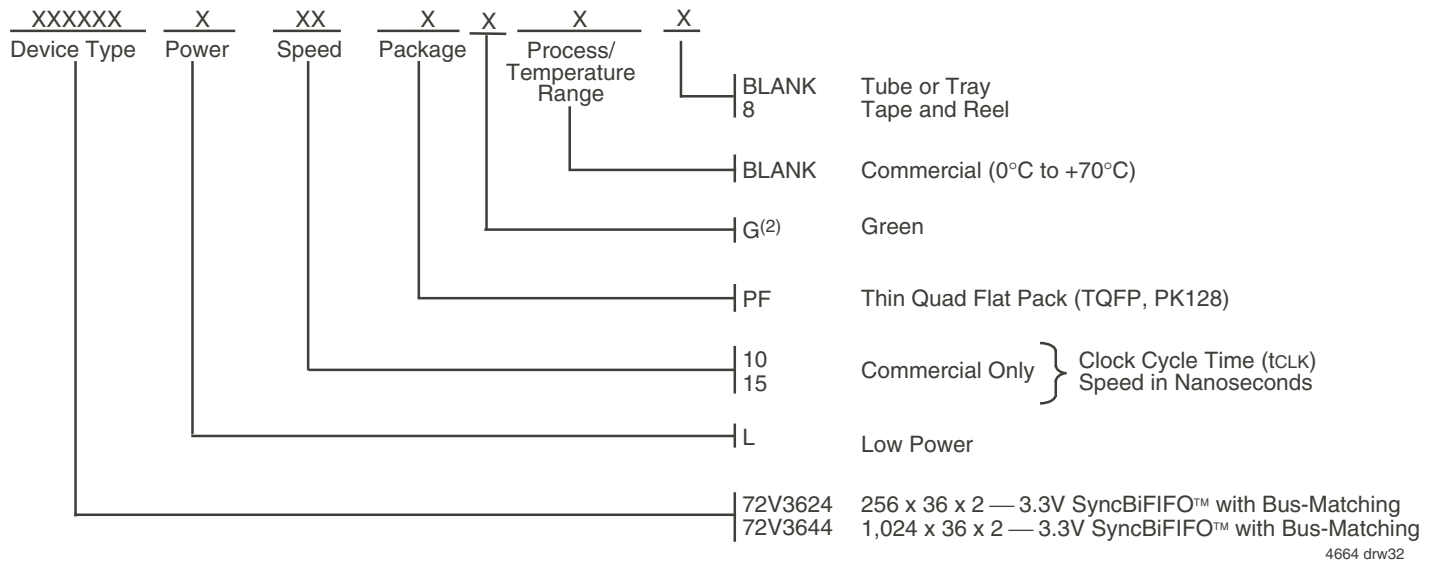 XXXXXX X XX X X X X
Device Type Power Speed Package Process/
Temperature
Range
BLANK Tube or Tray
8 Tape and Reel
BLANK Commercial (0°C to +70°C)
G(2) Green
PF Thin Quad Flat Pack (TQFP, PK128)
10
15
Commercial Only
Clock Cycle Time (tCLK)
Speed in Nanoseconds
L Low Power
72V3624 256 x 36 x 2 — 3.3V SyncBiFIFO™ with Bus-Matching
72V3644 1,024 x 36 x 2 — 3.3V SyncBiFIFO™ with Bus-Matching
4664 drw32